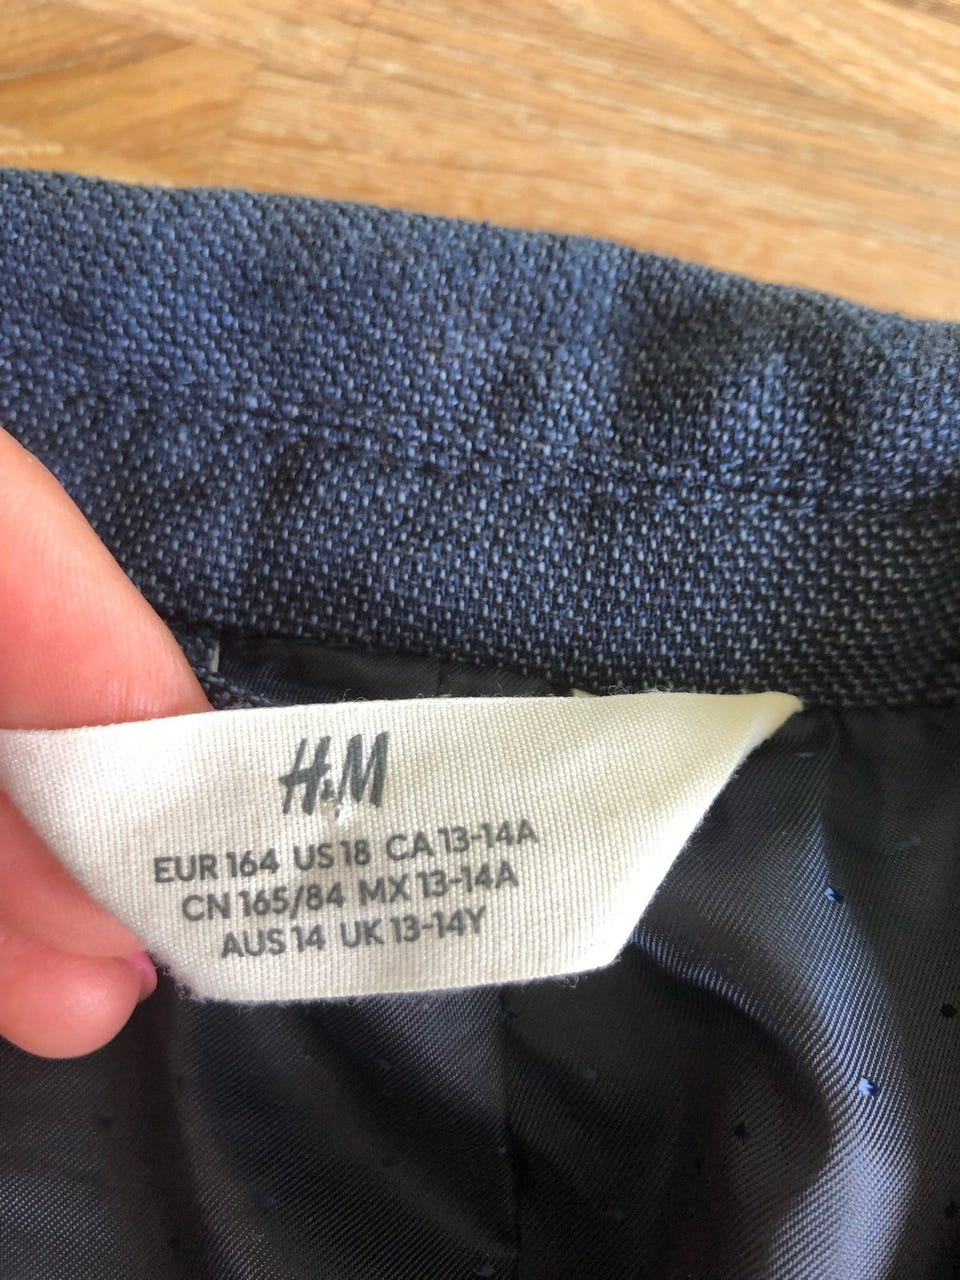 H&M
EUR 164 US 18 CA 13-14A
CN 165/84 MX 13-14A
AUS 14 UK 13-14Y